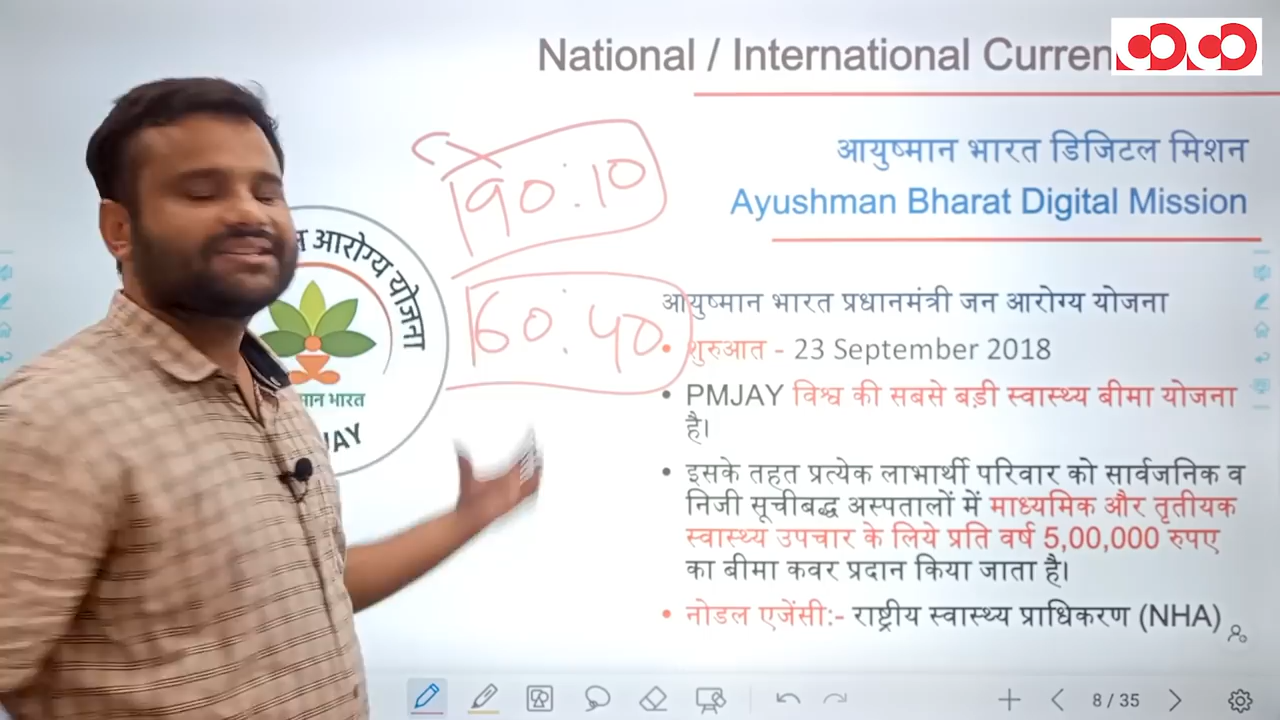 National / International Curren
आयुष्मान भारत डिजिटल मिशन
Ayushman Bharat Digital Mission
90:10
60:40
आरोग्य योजना
मान भारत
JAY
आयुष्मान भारत प्रधानमंत्री जन आरोग्य योजना
• शुरुआत - 23 September 2018
• PMJAY विश्व की सबसे बड़ी स्वास्थ्य बीमा योजना
है।
• इसके तहत प्रत्येक लाभार्थी परिवार को सार्वजनिक व
निजी सूचीबद्ध अस्पतालों में माध्यमिक और तृतीयक
स्वास्थ्य उपचार के लिये प्रति वर्ष 5,00,000 रुपए
का बीमा कवर प्रदान किया जाता है।
• नोडल एजेंसी:- राष्ट्रीय स्वास्थ्य प्राधिकरण (NHA)
8 / 35